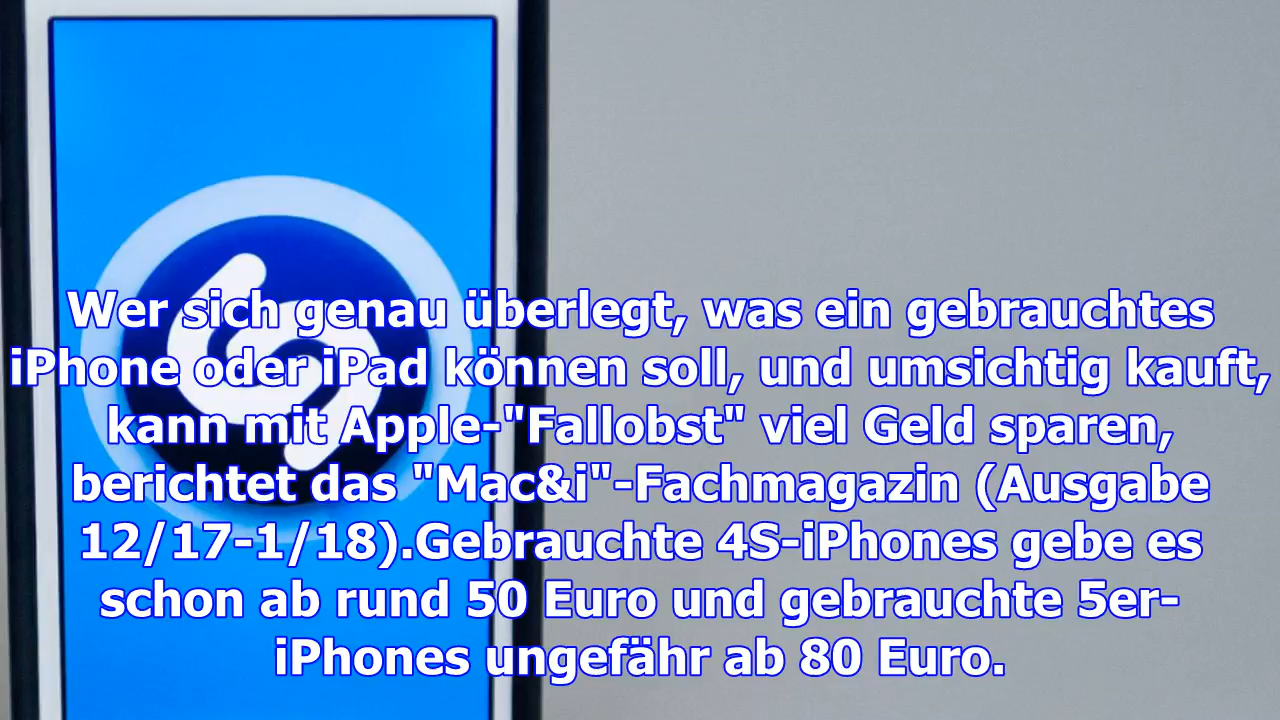 Wer sich genau überlegt, was ein gebrauchtes
iPhone oder iPad können soll, und umsichtig kauft,
kann mit Apple-"Fallobst" viel Geld sparen,
berichtet das "Mac&i"-Fachmagazin (Ausgabe
12/17-1/18).Gebrauchte 4S-iPhones gebe es
schon ab rund 50 Euro und gebrauchte 5er-
iPhones ungefähr ab 80 Euro.